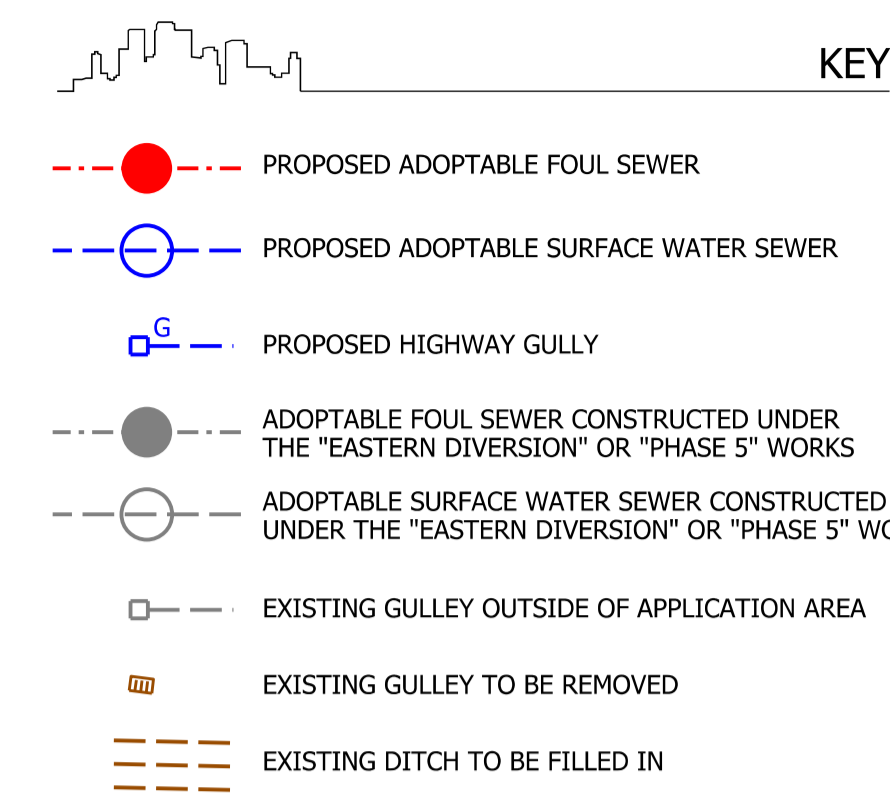 KEY
PROPOSED ADOPTABLE FOUL SEWER
PROPOSED ADOPTABLE SURFACE WATER SEWER
G
PROPOSED HIGHWAY GULLY
ADOPTABLE FOUL SEWER CONSTRUCTED UNDER
THE "EASTERN DIVERSION" OR "PHASE 5" WORKS
ADOPTABLE SURFACE WATER SEWER CONSTRUCTED
UNDER THE "EASTERN DIVERSION" OR "PHASE 5"
EXISTING GULLEY OUTSIDE OF APPLICATION AREA
EXISTING GULLEY TO BE REMOVED
EXISTING DITCH TO BE FILLED IN